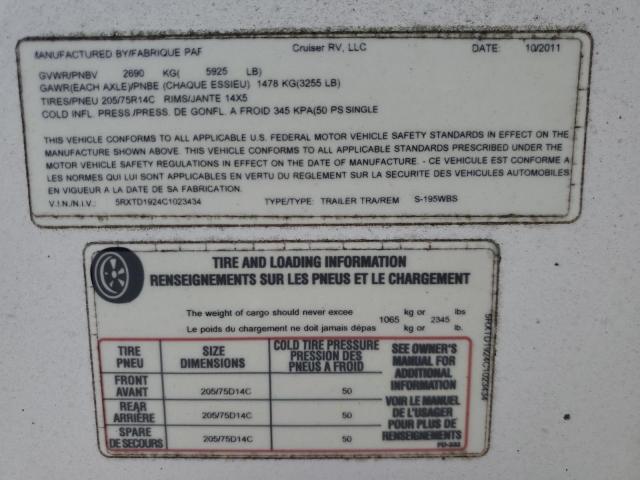 MANUFACTURED BY/FABRIQUE PAR Cruiser RV, LLC DATE: 10/2011
GVWR/PNBV 2690 KG( 5925 LB)
GAWR(EACH AXLE)/PNBE (CHAQUE ESSIEU) 1478 KG(3255 LB)
TIRES/PNEU 205/75R14C RIMS/JANTE 14X5
COLD INFL. PRESS./PRESS. DE GONFL. A FROID 345 KPA(50 PSI SINGLE
THIS VEHICLE CONFORMS TO ALL APPLICABLE U.S. FEDERAL MOTOR VEHICLE SAFETY STANDARDS IN EFFECT ON THE
MANUFACTURE SHOWN ABOVE. THIS VEHICLE CONFORMS TO ALL APPLICABLE STANDARDS PRESCRIBED UNDER THE
MOTOR VEHICLE SAFETY REGULATIONS IN EFFECT ON THE DATE OF MANUFACTURE. - CE VEHICULE EST CONFORME A
LES NORMES QUI LUI SONT APPLICABLES EN VERTU DU REGLEMENT SUR LA SECURITE DES VEHICULES AUTOMOBILES
EN VIGUEUR A LA DATE DE SA FABRICATION.
V.I.N./N.I.V.: 5RXTD1924C1023434 TYPE/TYPE: TRAILER TRA/REM S-195WBS
TIRE AND LOADING INFORMATION
RENSEIGNEMENTS SUR LES PNEUS ET LE CHARGEMENT
The weight of cargo should never excee 1065 kg or 2345 lbs
Le poids du chargement ne doit jamais dépas kg or lb.
TIRE
PNEU
SIZE
DIMENSIONS
COLD TIRE PRESSURE
PRESSION DES
PNEUS A FROID
FRONT
AVANT
205/75D14C
50
REAR
ARRIÈRE
205/75D14C
50
SPARE
DE SECOURS
205/75D14C
50
SEE OWNER'S
MANUAL FOR
ADDITIONAL
INFORMATION
VOIR LE MANUEL
DE L'USAGER
POUR PLUS DE
RENSEIGNEMENTS
5RXTD1924C1023434